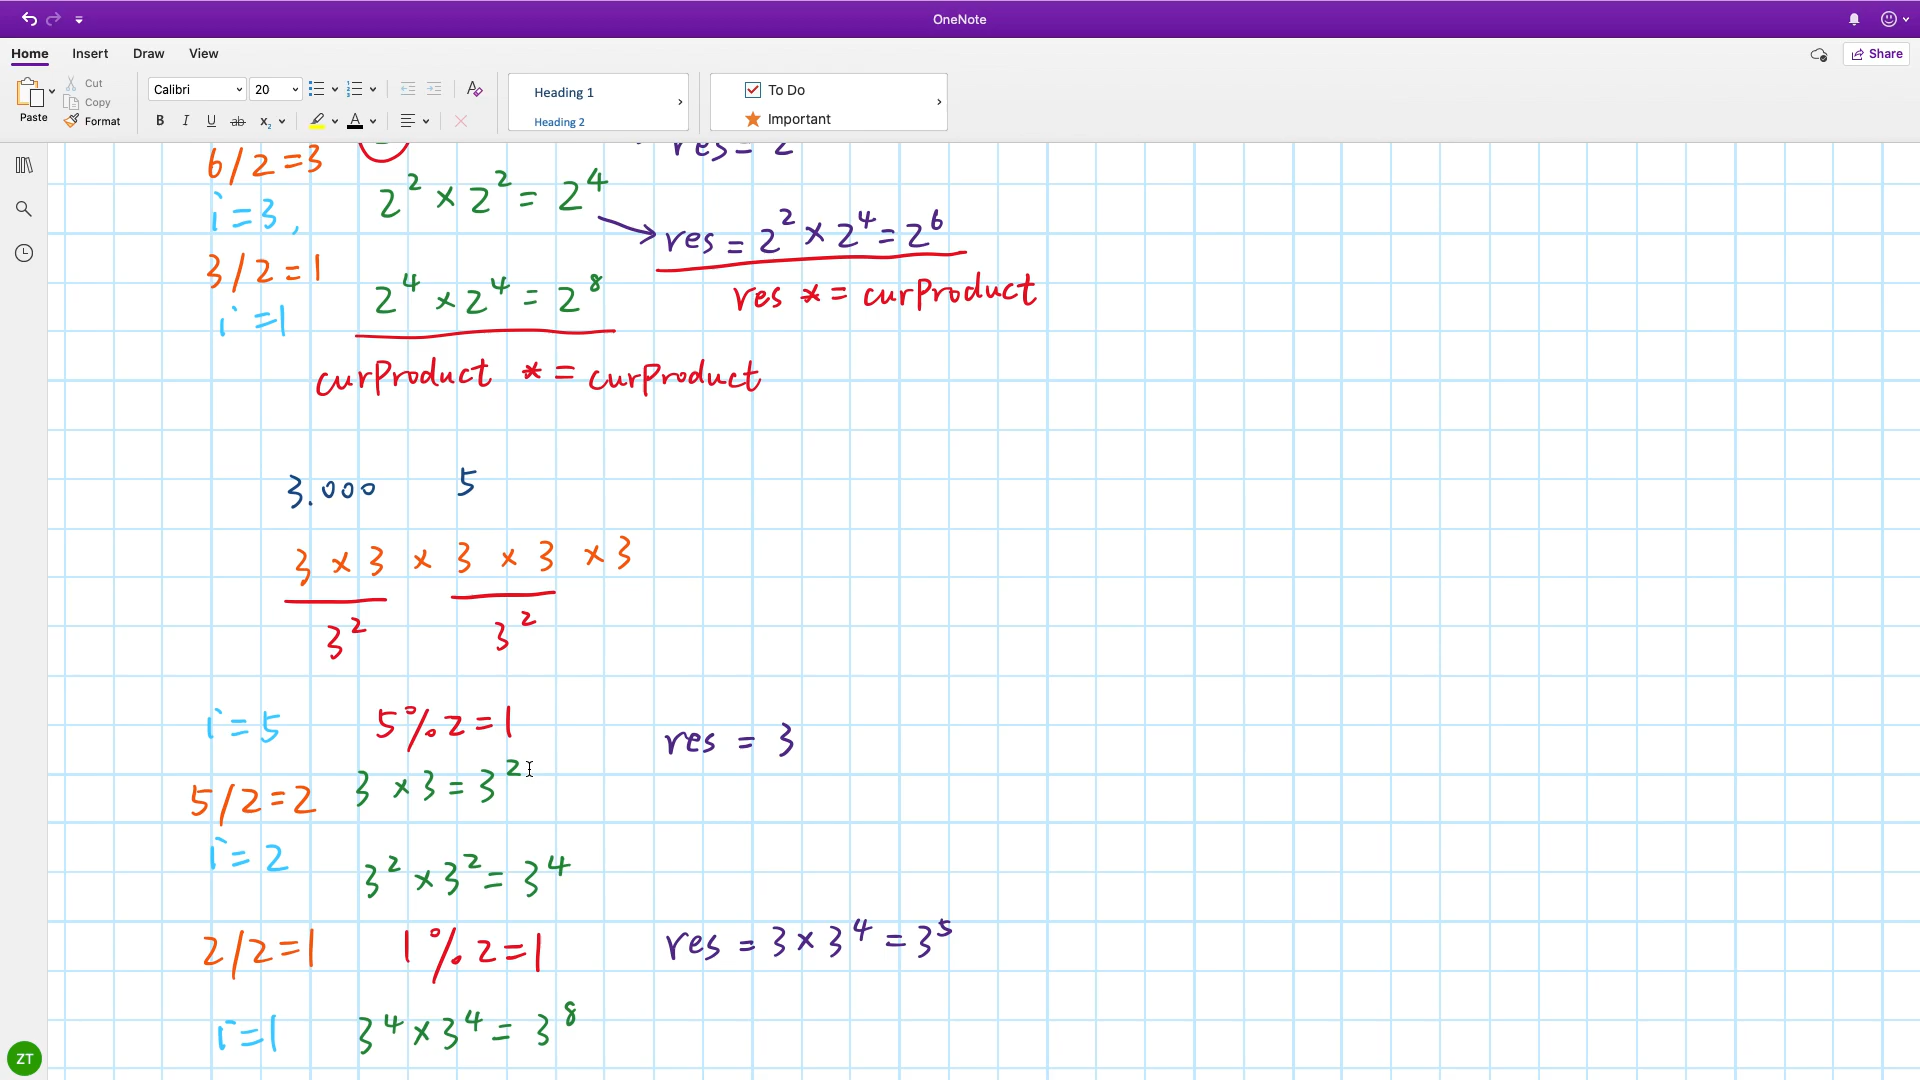 OneNote
Home Insert Draw View
Share
Paste Cut Copy Format
Calibri 20
Heading 1
Heading 2
To Do
Important
6/2=3
res= 2
2² × 2² = 2⁴
i=3,
res = 2² × 2⁴ = 2⁶
3/2=1
2⁴ × 2⁴ = 2⁸
res *= curProduct
i=1
curProduct *= curProduct
3.000 5
3 × 3 × 3 × 3 × 3
3² 3²
i=5 5%2=1
res = 3
5/2=2 3 × 3 = 3²
i=2
3² × 3² = 3⁴
2/2=1 1%2=1 res = 3 × 3⁴ = 3⁵
i=1 3⁴ × 3⁴ = 3⁸
ZT